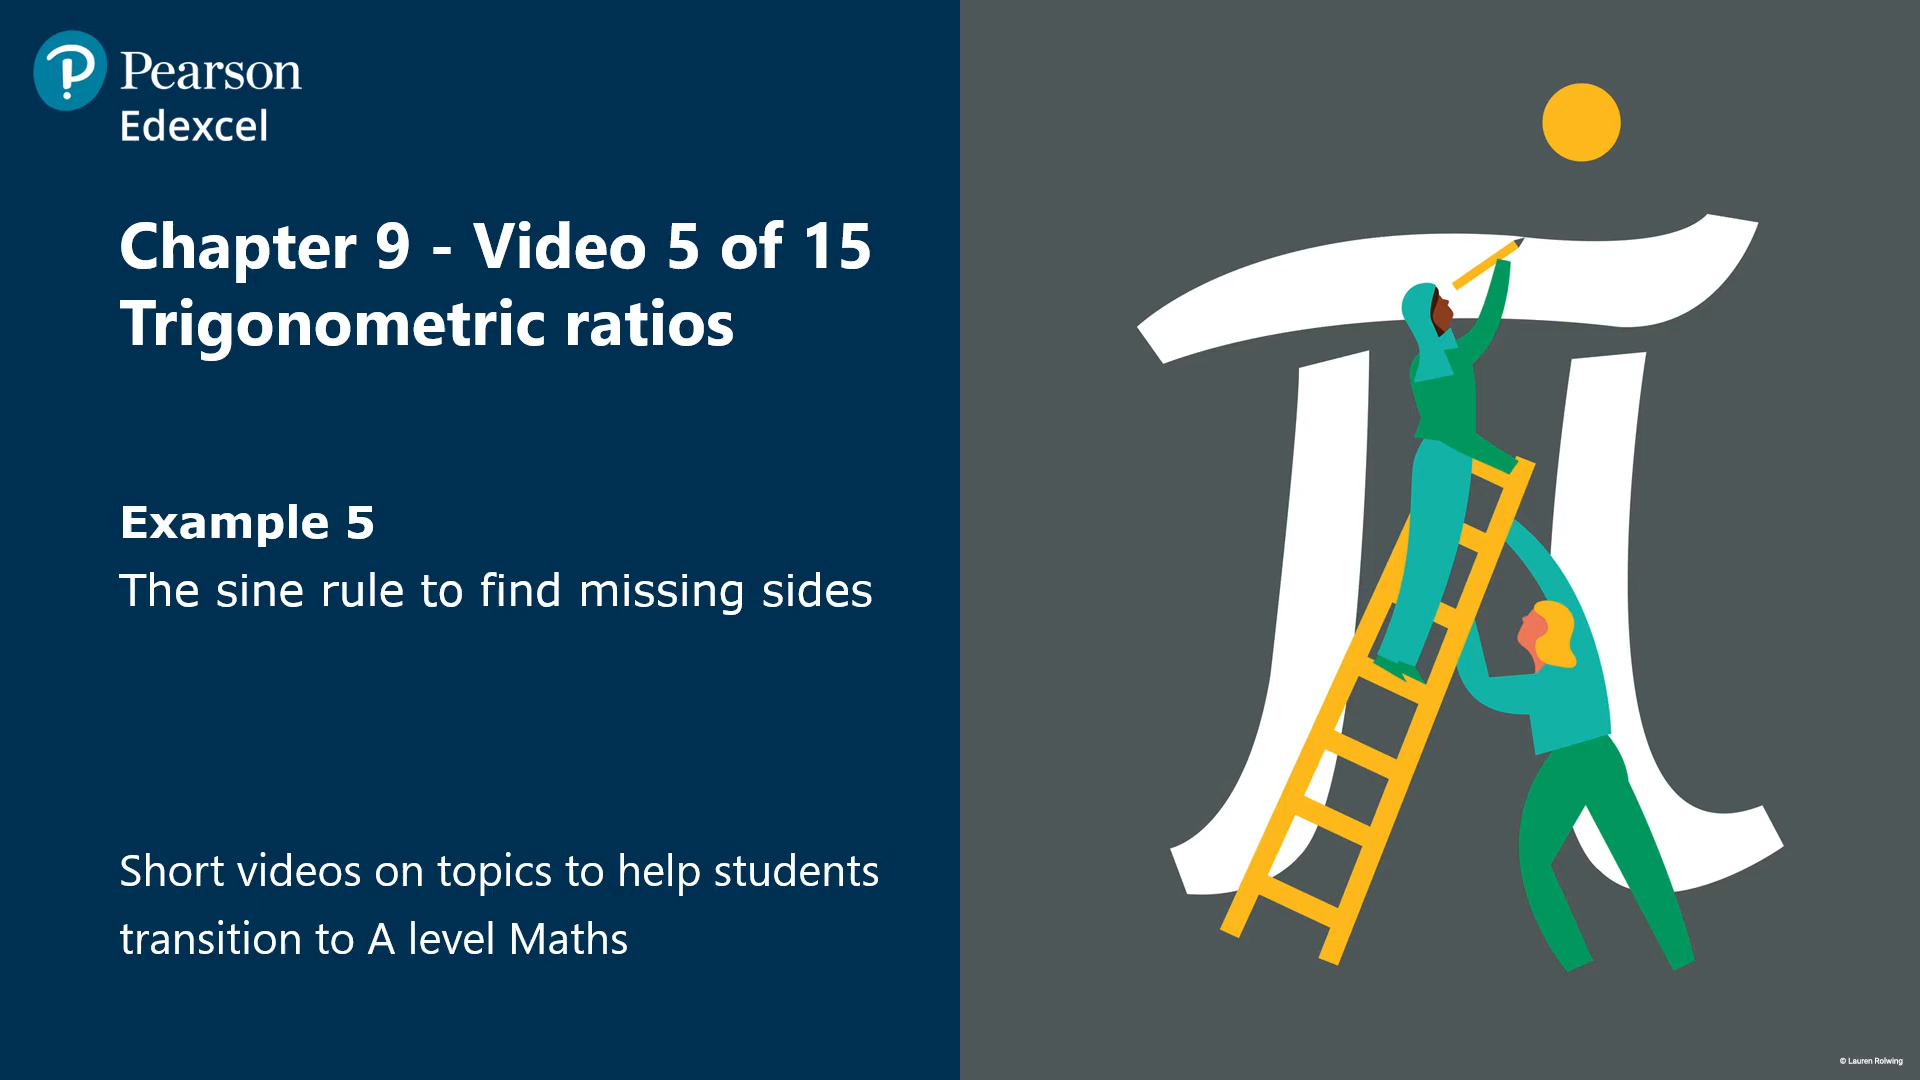 Pearson
Edexcel
Chapter 9 - Video 5 of 15
Trigonometric ratios
Example 5
The sine rule to find missing sides
Short videos on topics to help students
transition to A level Maths
© Lauren Rolwing